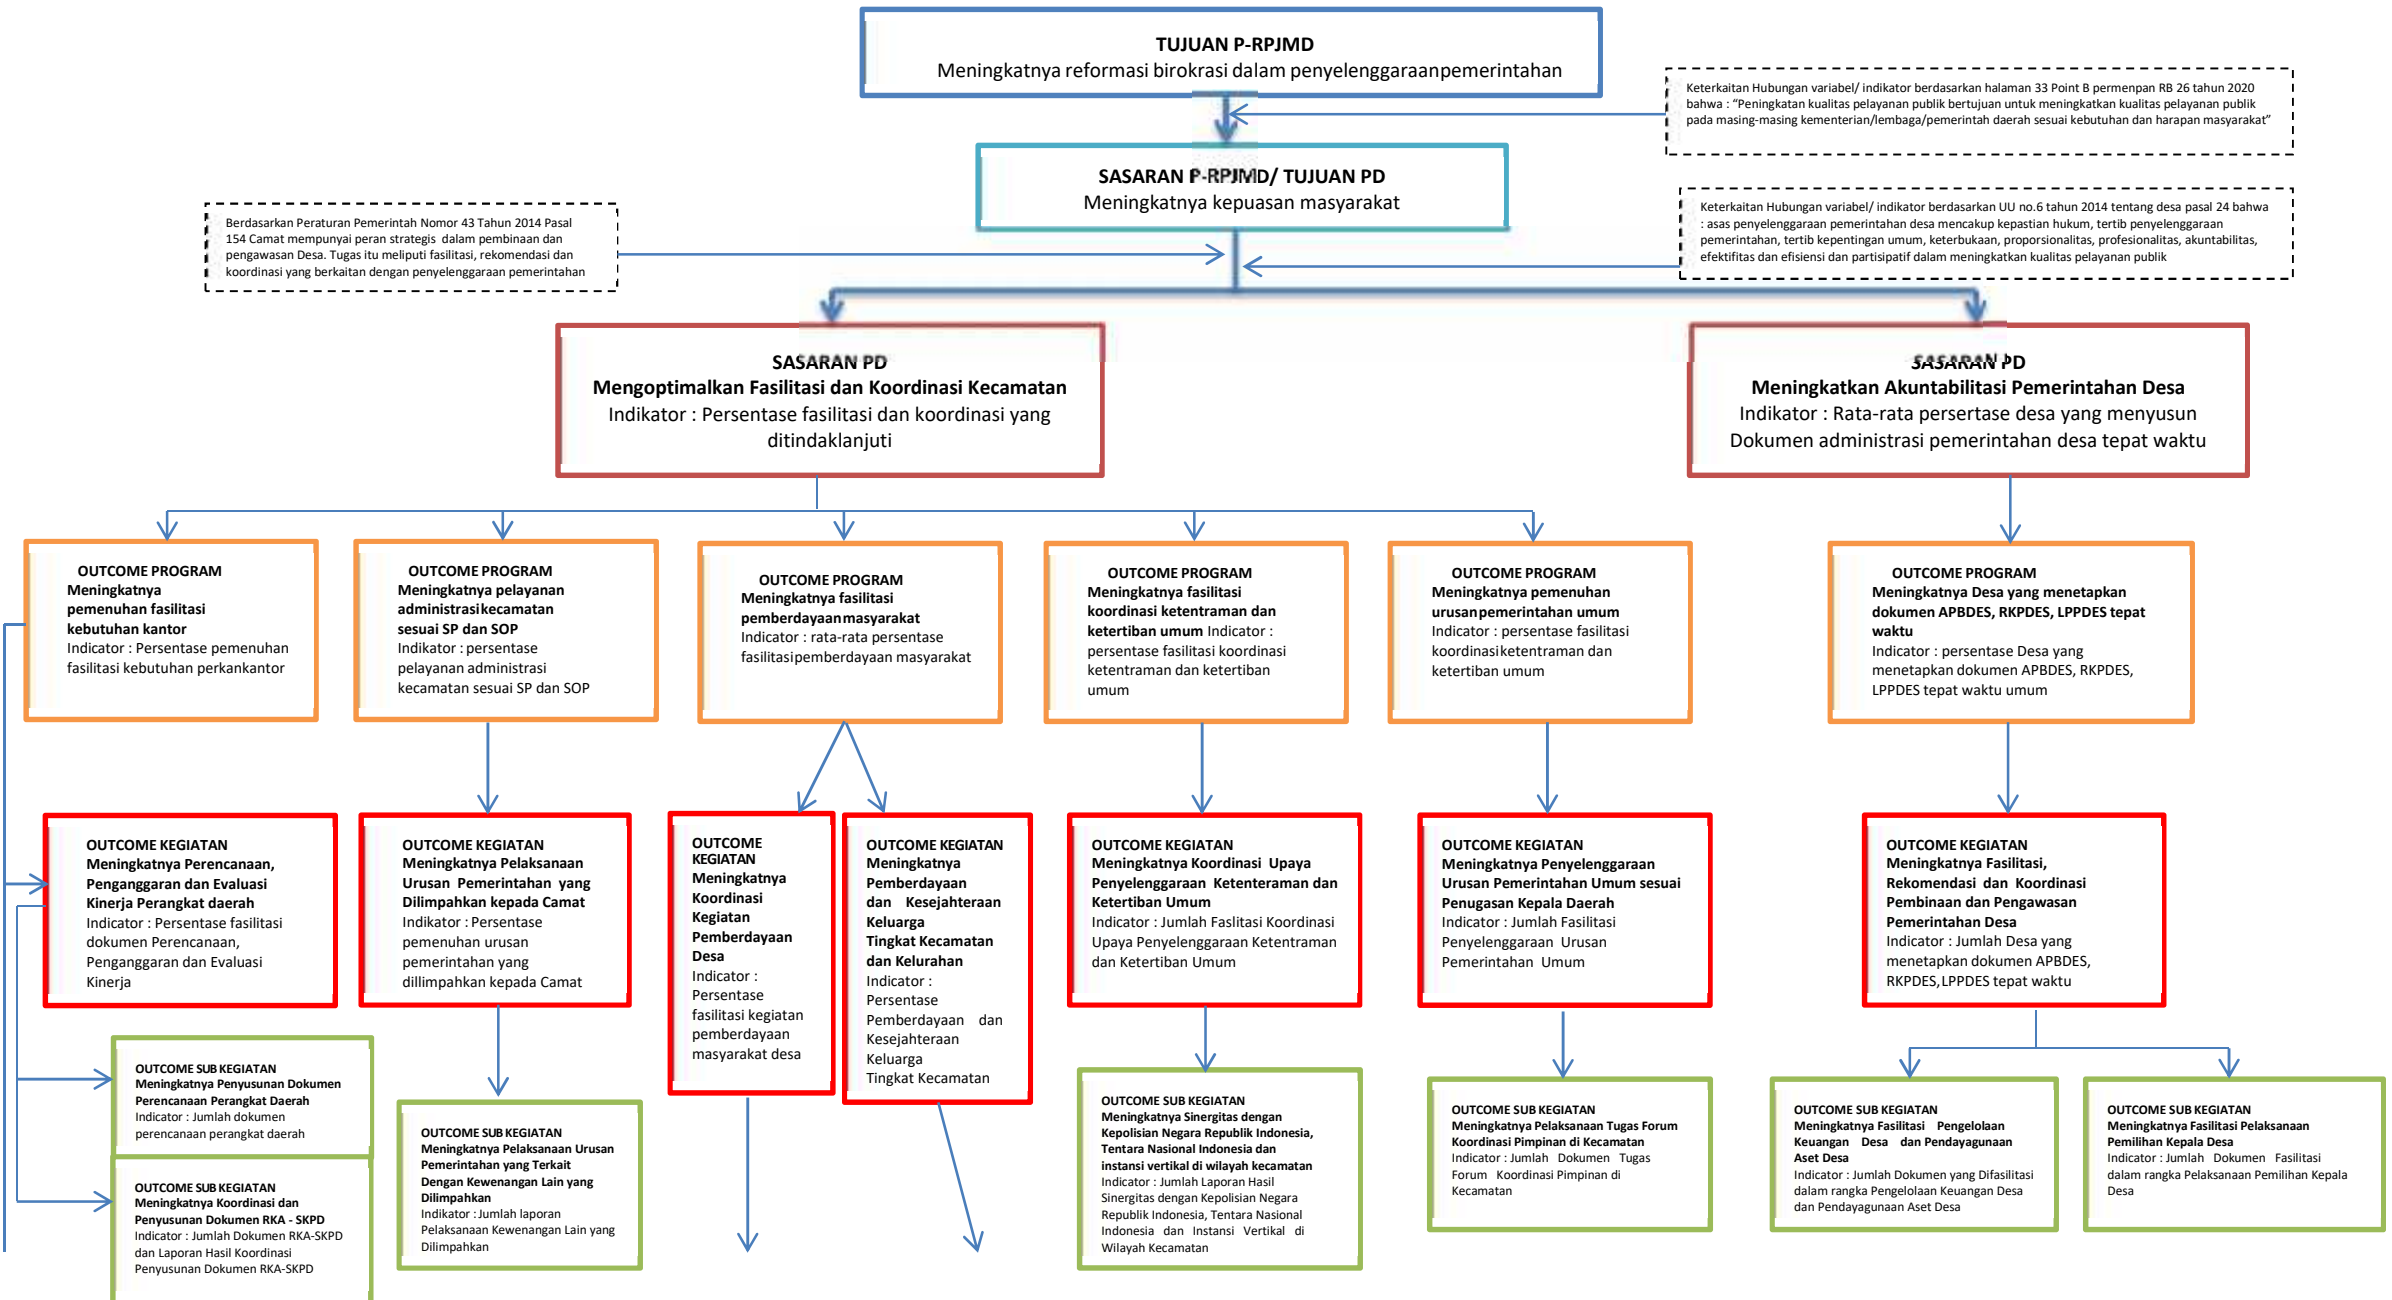 TUJUAN P-RPJMD
Meningkatnya reformasi birokrasi dalam penyelenggaraanpemerintahan
Keterkaitan Hubungan variabel/ indikator berdasarkan halaman 33 Point B permenpan RB 26 tahun 2020
bahwa : “Peningkatan kualitas pelayanan publik bertujuan untuk meningkatkan kualitas pelayanan publik
pada masing-masing kementerian/lembaga/pemerintah daerah sesuai kebutuhan dan harapan masyarakat”
SASARAN P-RPJMD/ TUJUAN PD
Meningkatnya kepuasan masyarakat
Keterkaitan Hubungan variabel/ indikator berdasarkan UU no.6 tahun 2014 tentang desa pasal 24 bahwa
: asas penyelenggaraan pemerintahan desa mencakup kepastian hukum, tertib penyelenggaraan
pemerintahan, tertib kepentingan umum, keterbukaan, proporsionalitas, profesionalitas, akuntabilitas,
efektifitas dan efisiensi dan partisipatif dalam meningkatkan kualitas pelayanan publik
Berdasarkan Peraturan Pemerintah Nomor 43 Tahun 2014 Pasal
154 Camat mempunyai peran strategis dalam pembinaan dan
pengawasan Desa. Tugas itu meliputi fasilitasi, rekomendasi dan
koordinasi yang berkaitan dengan penyelenggaraan pemerintahan
SASARAN PD
Mengoptimalkan Fasilitasi dan Koordinasi Kecamatan
Indikator : Persentase fasilitasi dan koordinasi yang
ditindaklanjuti
SASARAN PD
Meningkatkan Akuntabilitasi Pemerintahan Desa
Indikator : Rata-rata persertase desa yang menyusun
Dokumen administrasi pemerintahan desa tepat waktu
OUTCOME PROGRAM
Meningkatnya
pemenuhan fasilitasi
kebutuhan kantor
Indicator : Persentase pemenuhan
fasilitasi kebutuhan perkankantor
OUTCOME PROGRAM
Meningkatnya pelayanan
administrasikecamatan
sesuai SP dan SOP
Indikator : persentase
pelayanan administrasi
kecamatan sesuai SP dan SOP
OUTCOME PROGRAM
Meningkatnya fasilitasi
pemberdayaanmasyarakat
Indicator : rata-rata persentase
fasilitasipemberdayaan masyarakat
OUTCOME PROGRAM
Meningkatnya fasilitasi
koordinasi ketentraman dan
ketertiban umum Indicator :
persentase fasilitasi koordinasi
ketentraman dan ketertiban
umum
OUTCOME PROGRAM
Meningkatnya pemenuhan
urusanpemerintahan umum
Indicator : persentase fasilitasi
koordinasiketentraman dan
ketertiban umum
OUTCOME PROGRAM
Meningkatnya Desa yang menetapkan
dokumen APBDES, RKPDES, LPPDES tepat
waktu
Indicator : persentase Desa yang
menetapkan dokumen APBDES, RKPDES,
LPPDES tepat waktu umum
OUTCOME KEGIATAN
Meningkatnya Perencanaan,
Penganggaran dan Evaluasi
Kinerja Perangkat daerah
Indicator : Persentase fasilitasi
dokumen Perencanaan,
Penganggaran dan Evaluasi
Kinerja
OUTCOME KEGIATAN
Meningkatnya Pelaksanaan
Urusan Pemerintahan yang
Dilimpahkan kepada Camat
Indikator : Persentase
pemenuhan urusan
pemerintahan yang
dillimpahkan kepada Camat
OUTCOME
KEGIATAN
Meningkatnya
Koordinasi
Kegiatan
Pemberdayaan
Desa
Indicator :
Persentase
fasilitasi kegiatan
pemberdayaan
masyarakat desa
OUTCOME KEGIATAN
Meningkatnya
Pemberdayaan
dan Kesejahteraan
Keluarga
Tingkat Kecamatan
dan Kelurahan
Indicator :
Persentase
Pemberdayaan dan
Kesejahteraan
Keluarga
Tingkat Kecamatan
OUTCOME KEGIATAN
Meningkatnya Koordinasi Upaya
Penyelenggaraan Ketenteraman dan
Ketertiban Umum
Indicator : Jumlah Faslitasi Koordinasi
Upaya Penyelenggaraan Ketentraman
dan Ketertiban Umum
OUTCOME KEGIATAN
Meningkatnya Penyelenggaraan
Urusan Pemerintahan Umum sesuai
Penugasan Kepala Daerah
Indicator : Jumlah Fasilitasi
Penyelenggaraan Urusan
Pemerintahan Umum
OUTCOME KEGIATAN
Meningkatnya Fasilitasi,
Rekomendasi dan Koordinasi
Pembinaan dan Pengawasan
Pemerintahan Desa
Indicator : Jumlah Desa yang
menetapkan dokumen APBDES,
RKPDES,LPPDES tepat waktu
OUTCOME SUB KEGIATAN
Meningkatnya Penyusunan Dokumen
Perencanaan Perangkat Daerah
Indicator : Jumlah dokumen
perencanaan perangkat daerah
OUTCOME SUB KEGIATAN
Meningkatnya Koordinasi dan
Penyusunan Dokumen RKA - SKPD
Indicator : Jumlah Dokumen RKA-SKPD
dan Laporan Hasil Koordinasi
Penyusunan Dokumen RKA-SKPD
OUTCOME SUB KEGIATAN
Meningkatnya Pelaksanaan Urusan
Pemerintahan yang Terkait
Dengan Kewenangan Lain yang
Dilimpahkan
Indikator : Jumlah laporan
Pelaksanaan Kewenangan Lain yang
Dilimpahkan
OUTCOME SUB KEGIATAN
Meningkatnya Sinergitas dengan
Kepolisian Negara Republik Indonesia,
Tentara Nasional Indonesia dan
instansi vertikal di wilayah kecamatan
Indicator : Jumlah Laporan Hasil
Sinergitas dengan Kepolisian Negara
Republik Indonesia, Tentara Nasional
Indonesia dan Instansi Vertikal di
Wilayah Kecamatan
OUTCOME SUB KEGIATAN
Meningkatnya Pelaksanaan Tugas Forum
Koordinasi Pimpinan di Kecamatan
Indicator : Jumlah Dokumen Tugas
Forum Koordinasi Pimpinan di
Kecamatan
OUTCOME SUB KEGIATAN
Meningkatnya Fasilitasi Pengelolaan
Keuangan Desa dan Pendayagunaan
Aset Desa
Indicator : Jumlah Dokumen yang Difasilitasi
dalam rangka Pengelolaan Keuangan Desa
dan Pendayagunaan Aset Desa
OUTCOME SUB KEGIATAN
Meningkatnya Fasilitasi Pelaksanaan
Pemilihan Kepala Desa
Indicator : Jumlah Dokumen Fasilitasi
dalam rangka Pelaksanaan Pemilihan Kepala
Desa